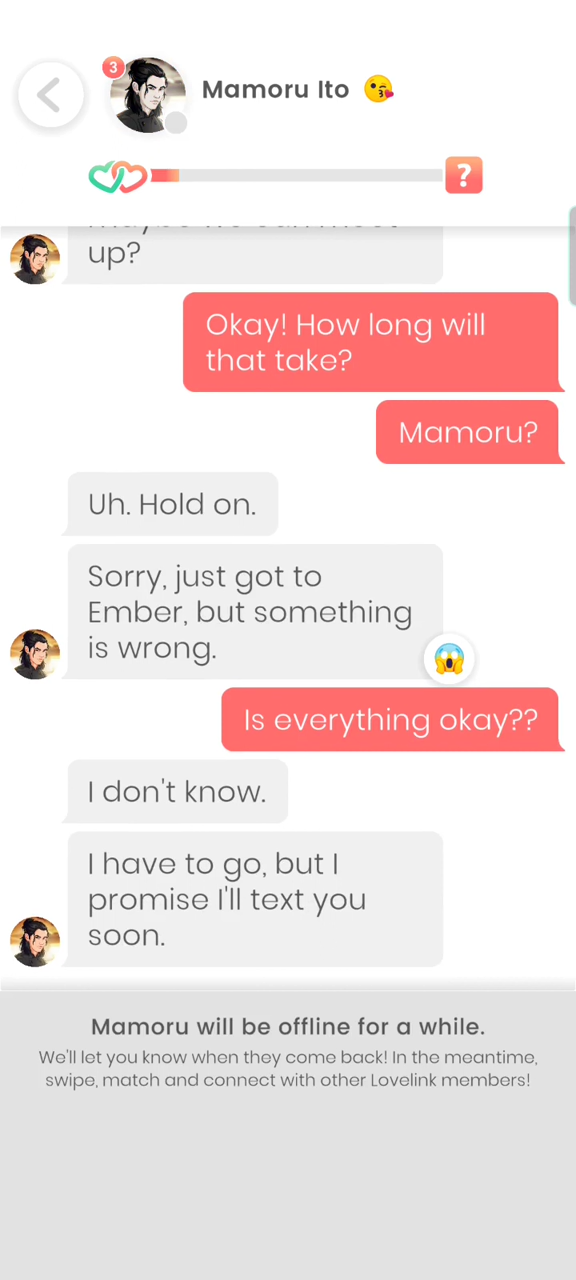 3
Mamoru Ito 😘
?
up?
Okay! How long will
that take?
Mamoru?
Uh. Hold on.
Sorry, just got to
Ember, but something
is wrong.
Is everything okay??
I don't know.
I have to go, but I
promise I'll text you
soon.
Mamoru will be offline for a while.
We'll let you know when they come back! In the meantime,
swipe, match and connect with other Lovelink members!